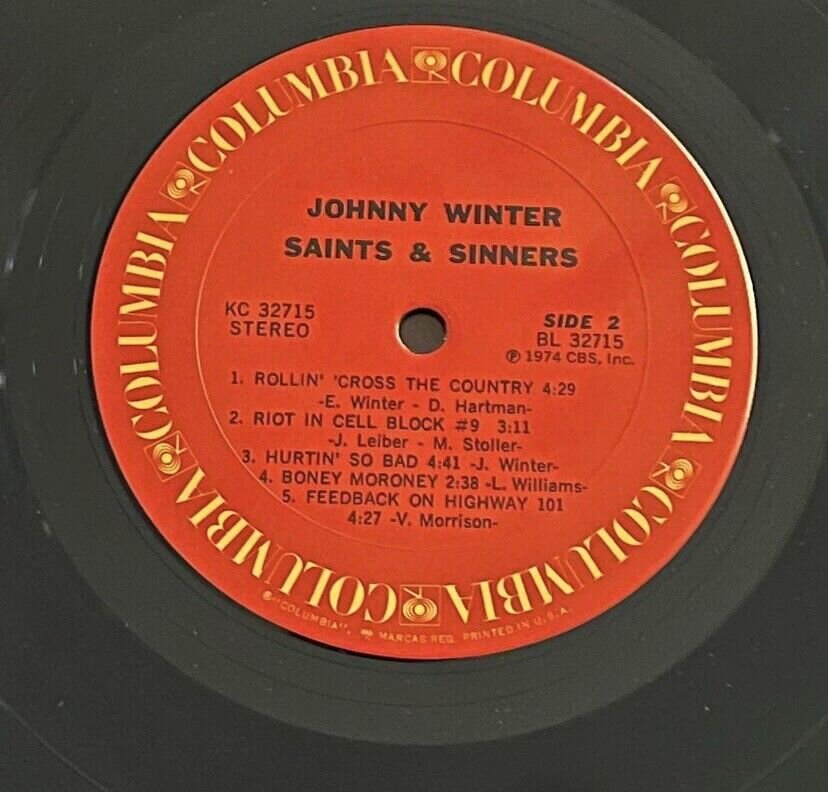 COLUMBIA COLUMBIA COLUMBIA COLUMBIA COLUMBIA COLUMBIA COLUMBIA COLUMBIA
JOHNNY WINTER
SAINTS & SINNERS
KC 32715
STEREO
SIDE 2
BL 32715
℗ 1974 CBS, Inc.
1. ROLLIN' 'CROSS THE COUNTRY 4:29
-E. Winter - D. Hartman-
2. RIOT IN CELL BLOCK #9 3:11
-J. Leiber - M. Stoller-
3. HURTIN' SO BAD 4:41 -J. Winter-
4. BONEY MORONEY 2:38 -L. Williams-
5. FEEDBACK ON HIGHWAY 101
4:27 -V. Morrison-
®"COLUMBIA", MARCAS REG. PRINTED IN U.S.A.